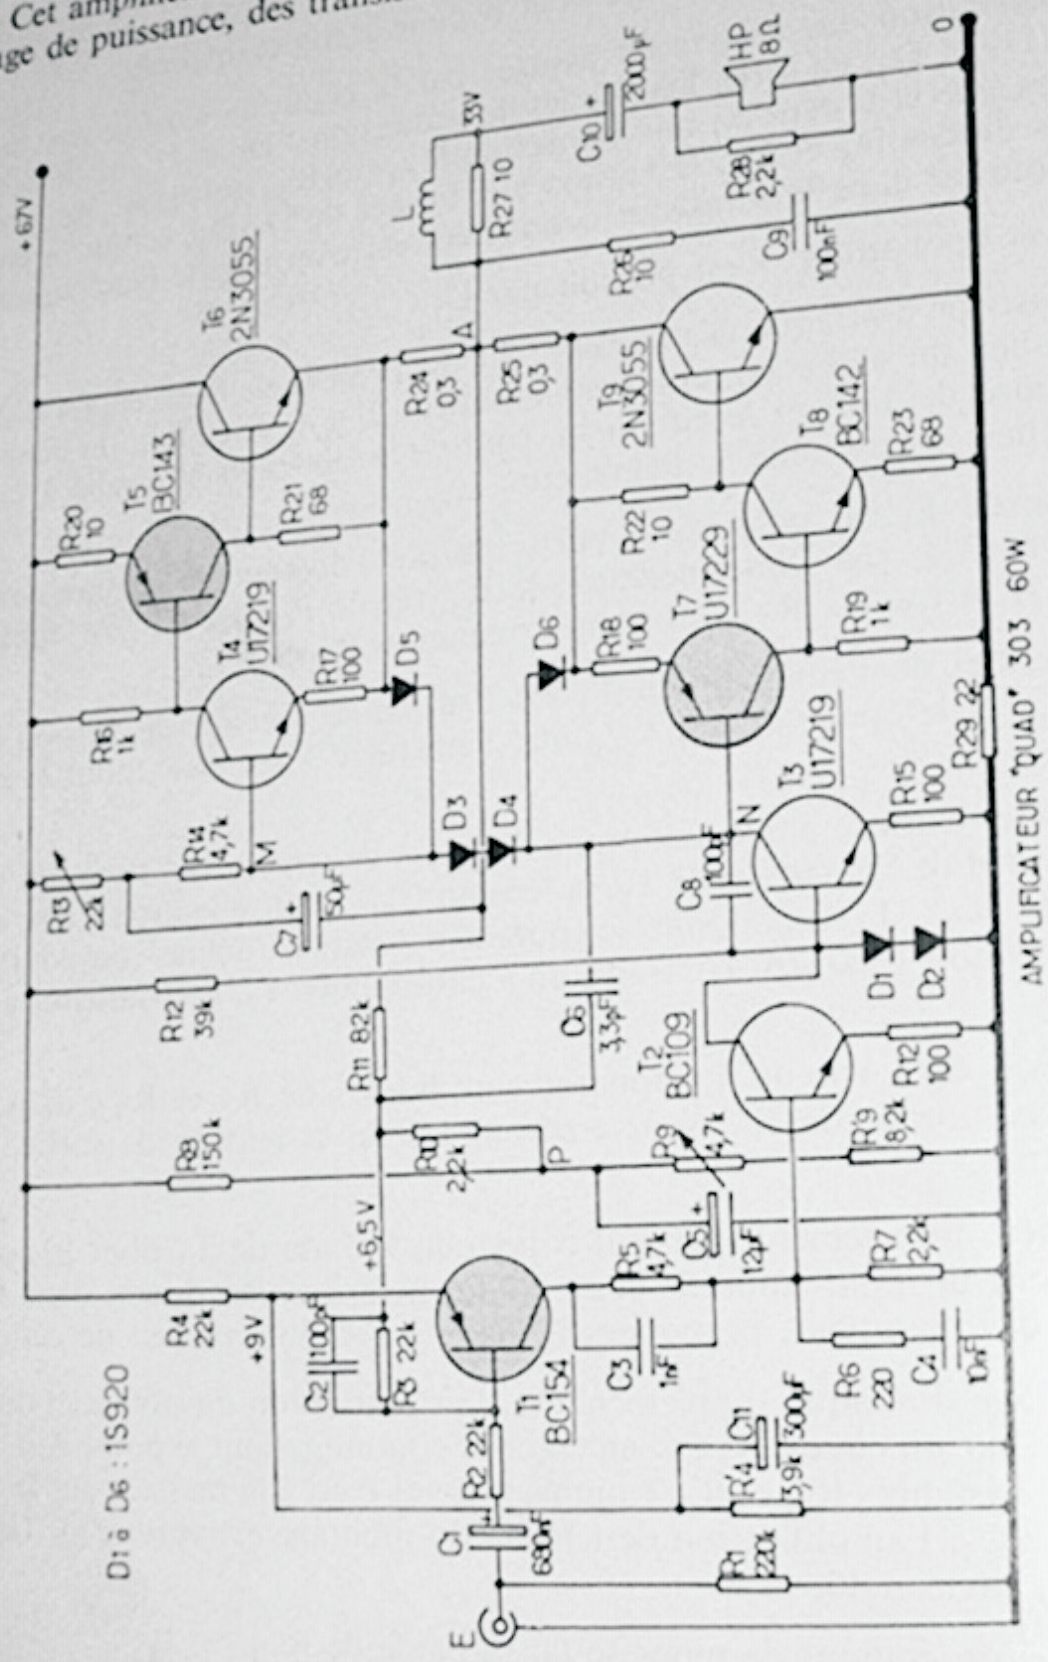 Cet
age de puissance, des
+67V
R20
10
T5
BC143
T6
2N3055
L
33V
R27 10
C10
+
2000µF
HP
8Ω
0
R28
2,2k
R26
10
C9
100nF
R24
0,3
A
R25
0,3
R21
68
T4
U17219
R16
1k
R17
100
D5
D6
R22
10
T9
2N3055
T8
BC142
R23
68
R18
100
T7
U17229
R19
1k
R13
22k
R14
4,7k
M
D3
D4
C7
+
50µF
C8
100pF
N
T3
U17219
R15
100
R29 22
R12
39k
R11 82k
C6
3,3pF
T2
BC109
D1
D2
R12
100
R8
150k
R10
2,2k
P
R9
4,7k
R'9
8,2k
+6,5V
C5
+
12µF
R5
4,7k
R7
2,2k
R4
22k
+9V
C2
100pF
R3 22k
T1
BC154
C3
1nF
R6
220
C4
10nF
R2 22k
C1
+
680nF
R'4
3,9k
C11
300µF
R1
220k
E
D1 à D6 : 1S920
AMPLIFICATEUR "QUAD" 303 60W